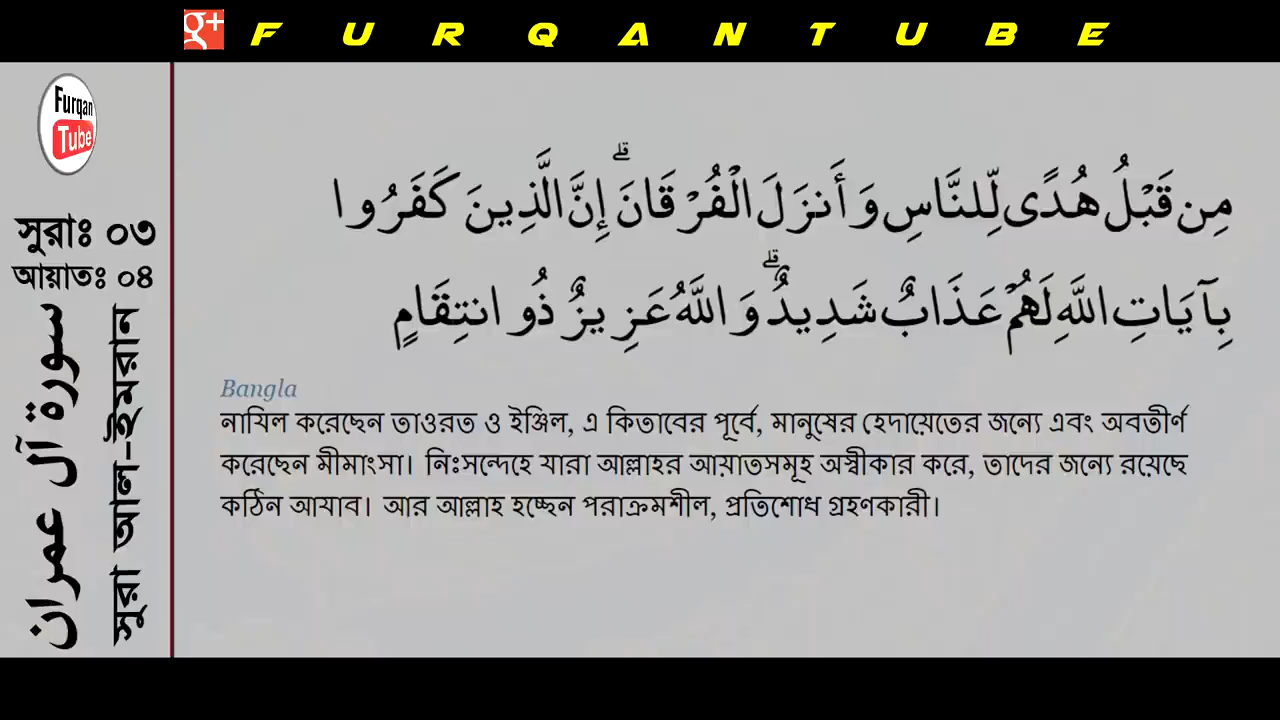 g+ FURQANTUBE
Furqan
Tube
সুরাঃ ০৩
আয়াতঃ ০৪
سورة آل عمران
সুরা আল-ইমরান
مِن قَبْلُ هُدًى لِّلنَّاسِ وَأَنزَلَ الْفُرْقَانَ ۗ إِنَّ الَّذِينَ كَفَرُوا
بِآيَاتِ اللَّهِ لَهُمْ عَذَابٌ شَدِيدٌ ۗ وَاللَّهُ عَزِيزٌ ذُو انتِقَامٍ
Bangla
নাযিল করেছেন তাওরত ও ইঞ্জিল, এ কিতাবের পূর্বে, মানুষের হেদায়েতের জন্যে এবং অবতীর্ণ
করেছেন মীমাংসা। নিঃসন্দেহে যারা আল্লাহর আয়াতসমূহ অস্বীকার করে, তাদের জন্যে রয়েছে
কঠিন আযাব। আর আল্লাহ হচ্ছেন পরাক্রমশীল, প্রতিশোধ গ্রহণকারী।